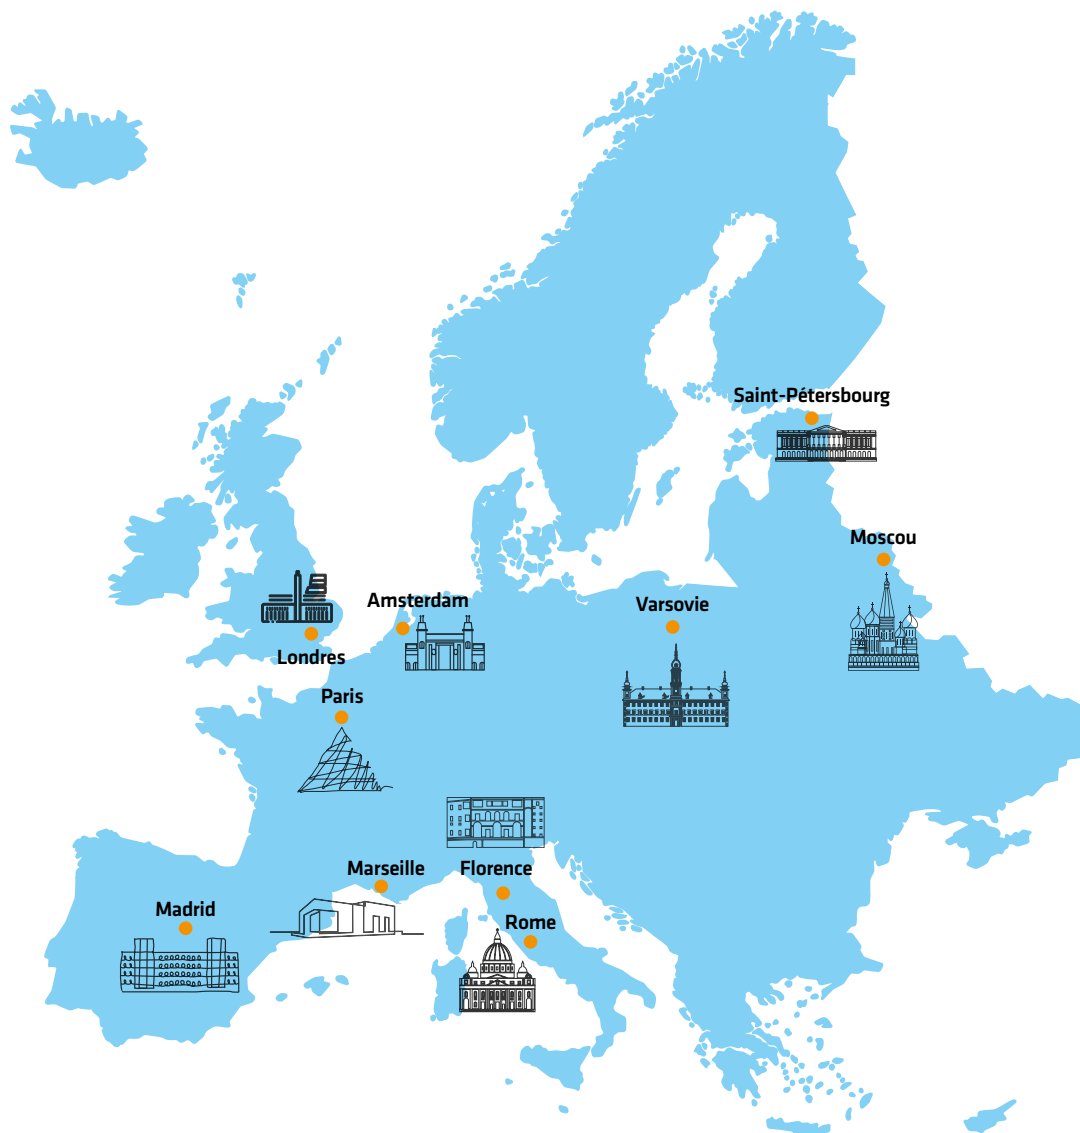 Saint-Pétersbourg
Moscou
Amsterdam
Varsovie
Londres
Paris
Marseille
Florence
Madrid
Rome